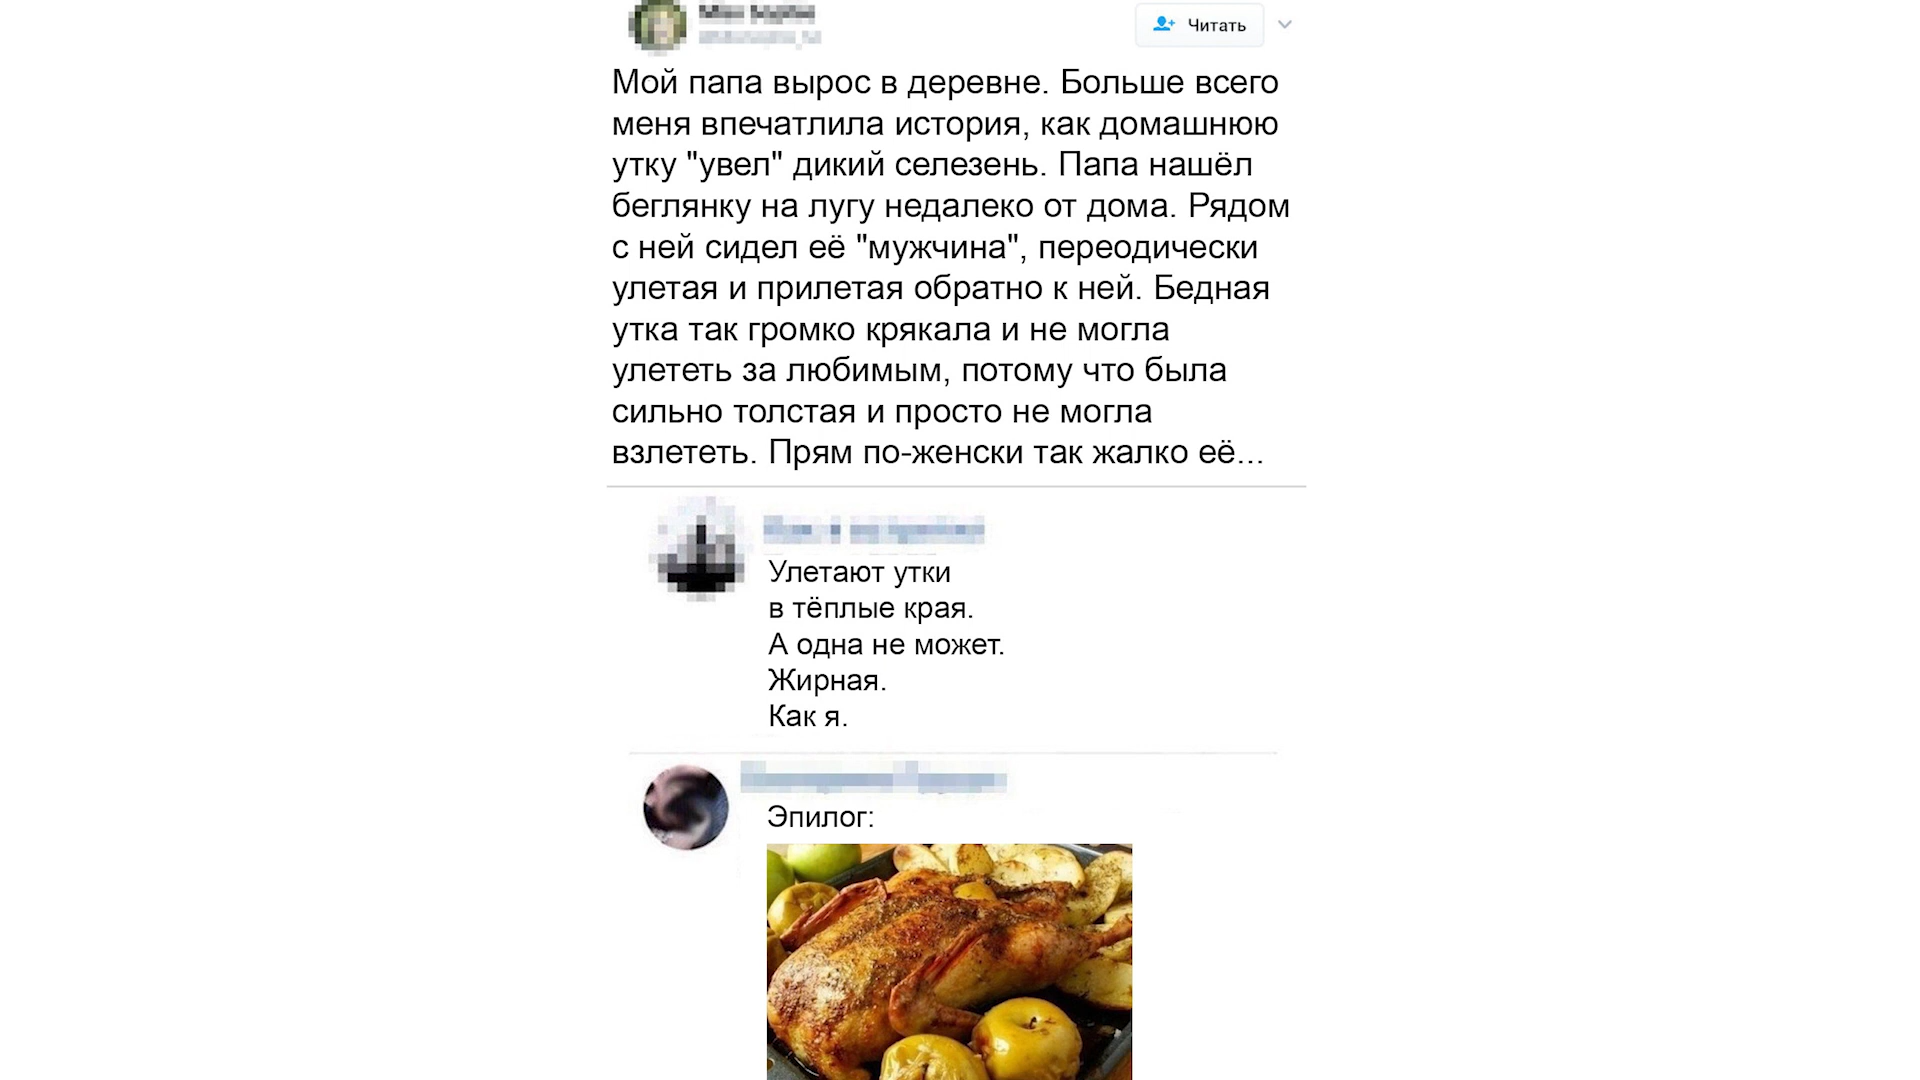 Читать
Мой папа вырос в деревне. Больше всего
меня впечатлила история, как домашнюю
утку "увел" дикий селезень. Папа нашёл
беглянку на лугу недалеко от дома. Рядом
с ней сидел её "мужчина", переодически
улетая и прилетая обратно к ней. Бедная
утка так громко крякала и не могла
улететь за любимым, потому что была
сильно толстая и просто не могла
взлететь. Прям по-женски так жалко её...
Улетают утки
в тёплые края.
А одна не может.
Жирная.
Как я.
Эпилог: